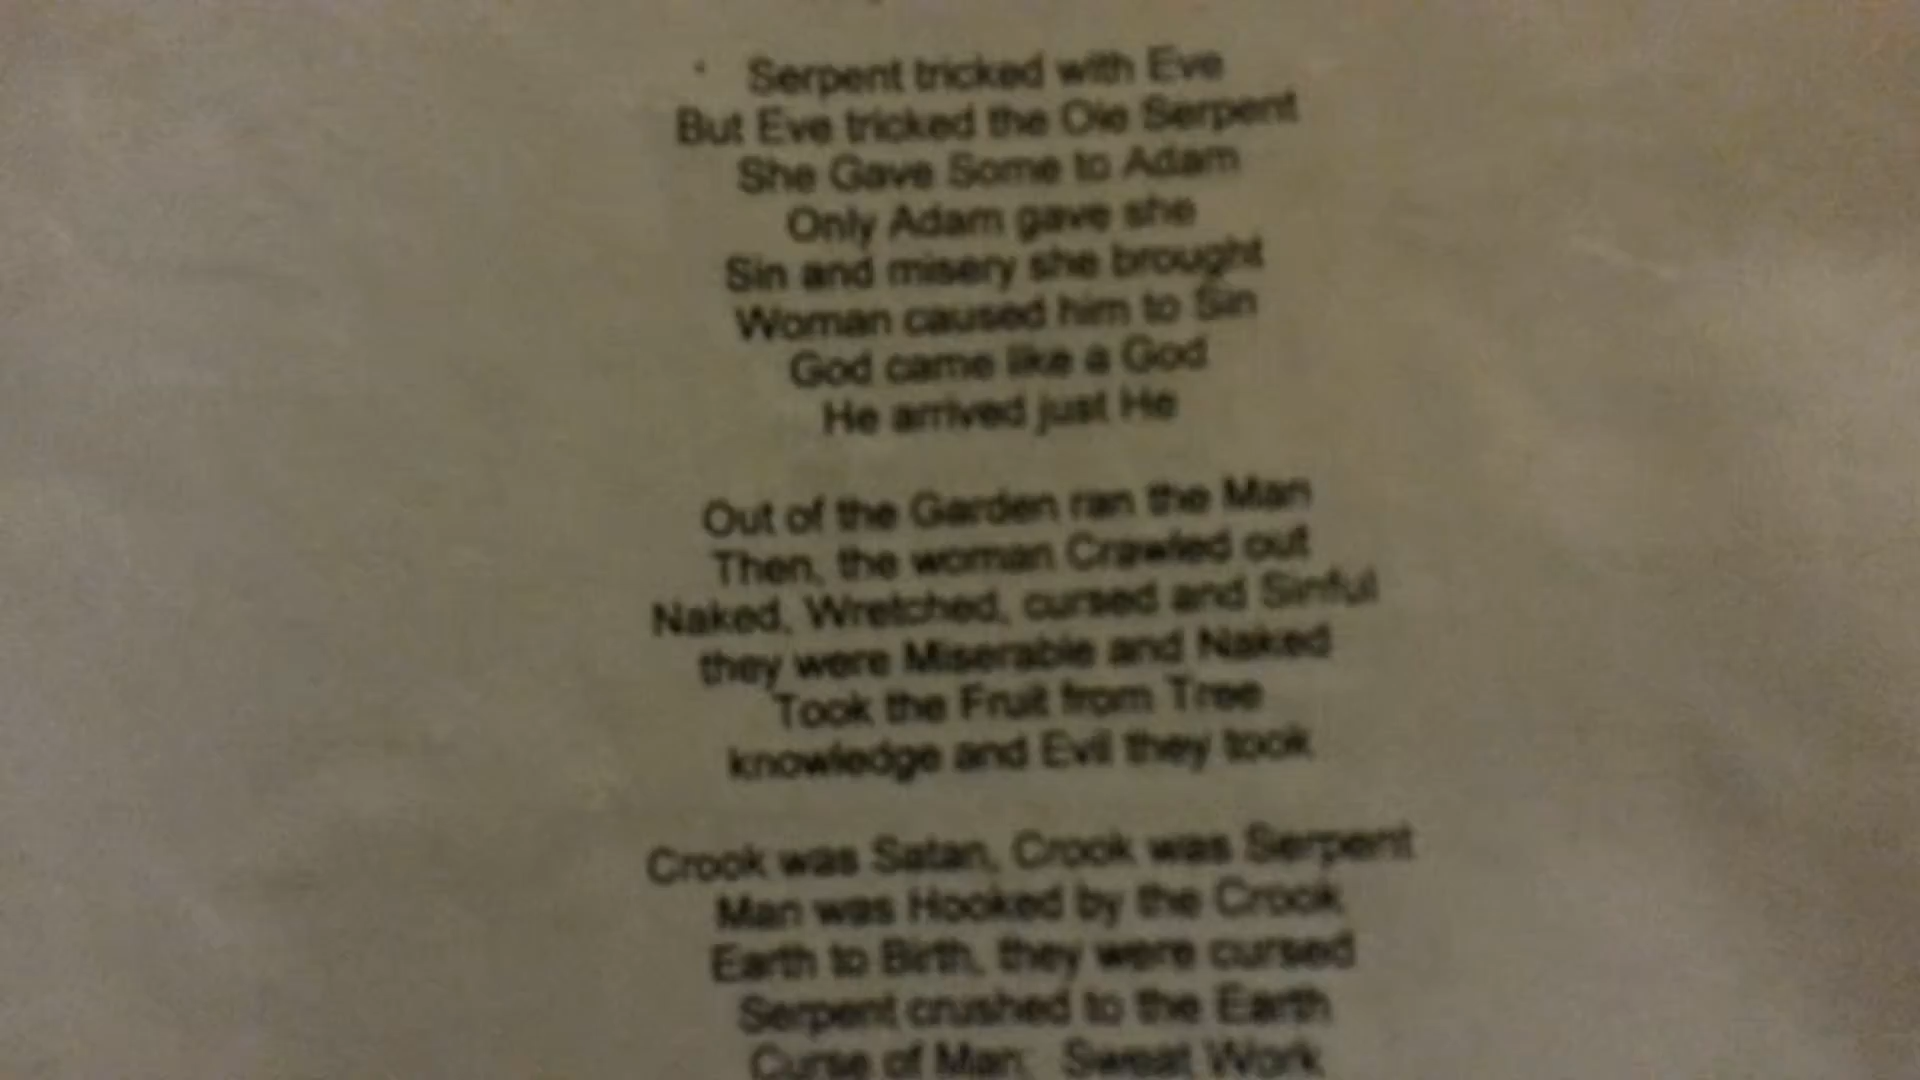 Serpent tricked with Eve
But Eve tricked the Ole Serpent
She Gave Some to Adam
Only Adam gave she
Sin and misery she brought
Woman caused him to Sin
God came like a God
He arrived just He
Out of the Garden ran the Man
Then, the woman Crawled out
Naked, Wretched, cursed and Sinful
they were Miserable and Naked
Took the Fruit from Tree
knowledge and Evil they took
Crook was Satan, Crook was Serpent
Man was Hooked by the Crook
Earth to Birth, they were cursed
Serpent crushed to the Earth
Curse of Man: Sweat Work